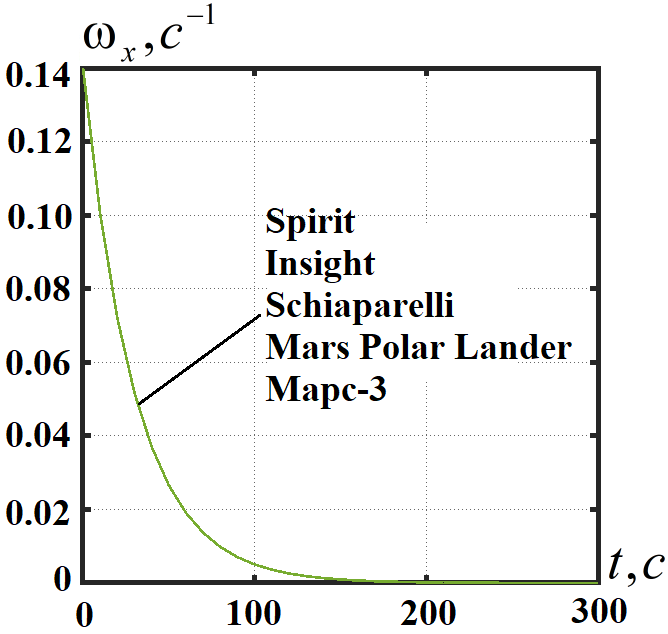 ωₓ, c⁻¹
0.14
0.12
0.10
0.08
0.06
0.04
0.02
0
Spirit
Insight
Schiaparelli
Mars Polar Lander
Марс-3
t, c
0 100 200 300